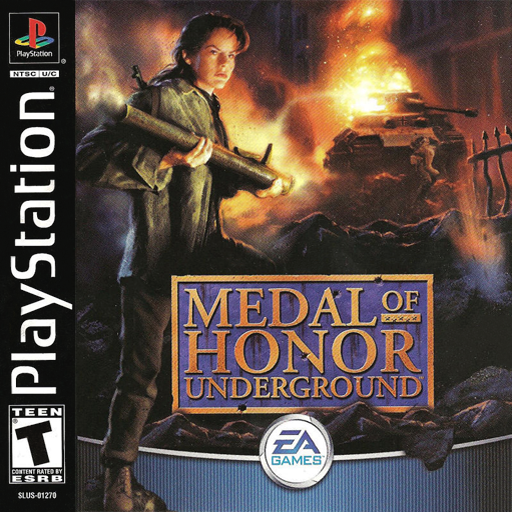 PlayStation
NTSC U/C
PlayStation
MEDAL OF
HONOR
UNDERGROUND
TEEN
T
CONTENT RATED BY
ESRB
SLUS-01270
EA
GAMES